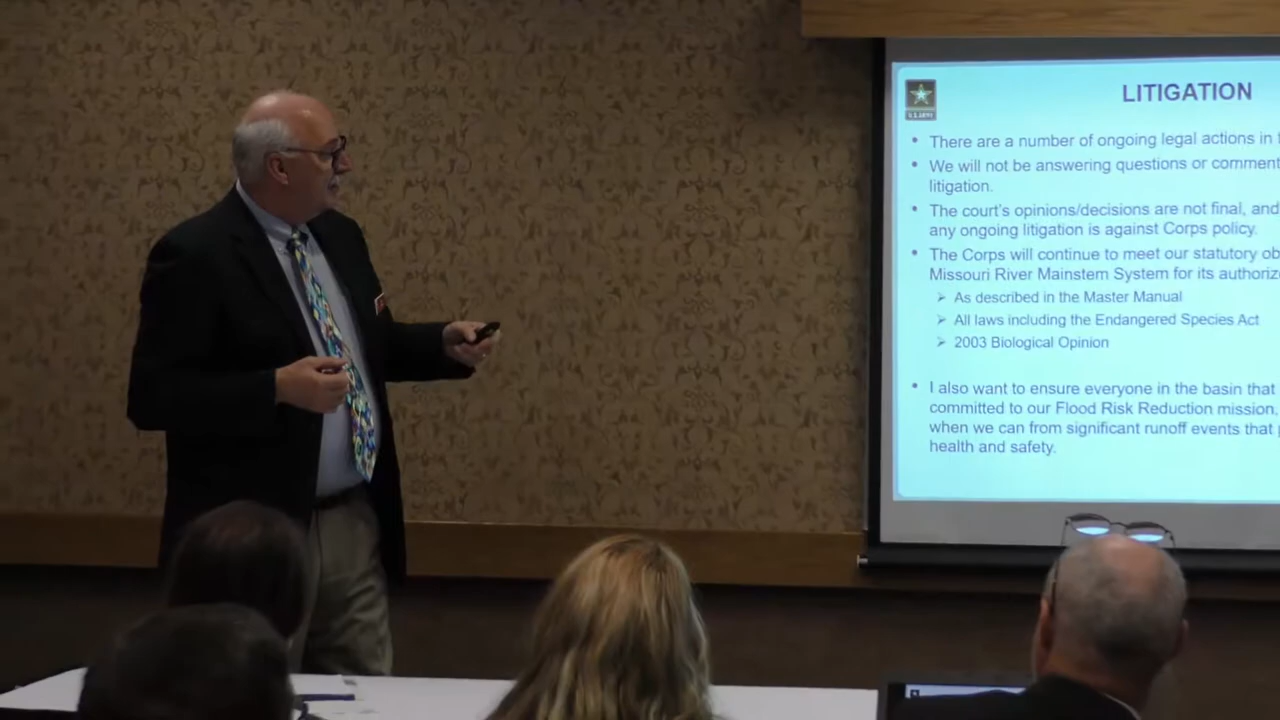 LITIGATION
U.S. ARMY
There are a number of ongoing legal actions in
We will not be answering questions or comment
litigation.
The court's opinions/decisions are not final, and
any ongoing litigation is against Corps policy.
The Corps will continue to meet our statutory ob
Missouri River Mainstem System for its authoriz
As described in the Master Manual
All laws including the Endangered Species Act
2003 Biological Opinion
I also want to ensure everyone in the basin that
committed to our Flood Risk Reduction mission.
when we can from significant runoff events that
health and safety.